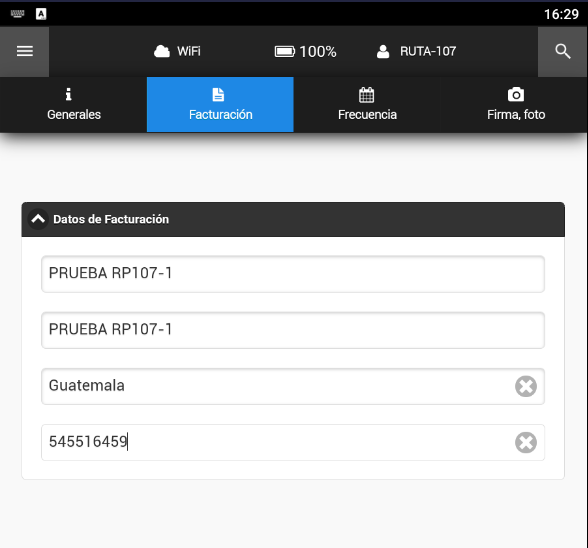 A
16:29
WiFi
100%
RUTA-107
Generales
Facturación
Frecuencia
Firma, foto
Datos de Facturación
PRUEBA RP107-1
PRUEBA RP107-1
Guatemala
545516459